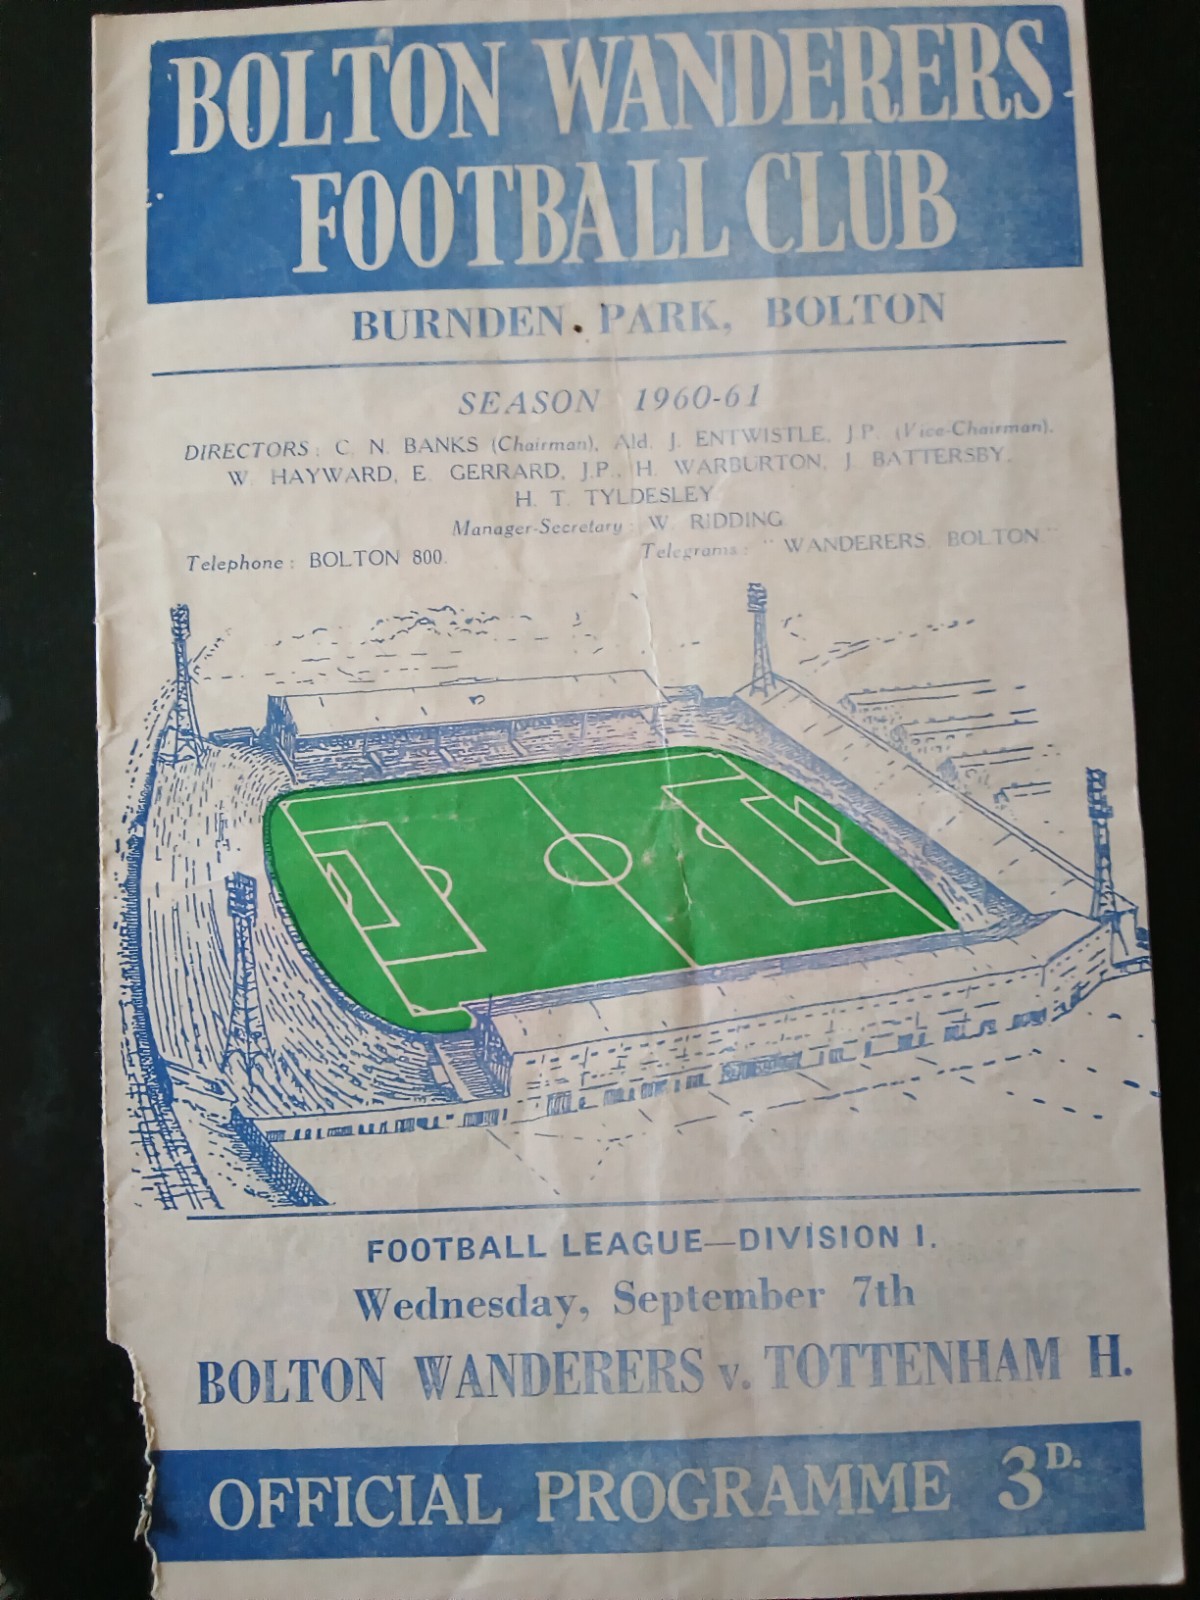 BOLTON WANDERERS
FOOTBALL CLUB
BURNDEN PARK, BOLTON
SEASON 1960-61
DIRECTORS: C. N. BANKS (Chairman), Ald. J. ENTWISTLE, J.P. (Vice-Chairman),
W. HAYWARD, E. GERRARD, J.P., H. WARBURTON, J. BATTERSBY,
H. T. TYLDESLEY
Manager-Secretary: W. RIDDING
Telephone: BOLTON 800. Telegrams: "WANDERERS, BOLTON"
FOOTBALL LEAGUE—DIVISION I.
Wednesday, September 7th
BOLTON WANDERERS v. TOTTENHAM H.
OFFICIAL PROGRAMME 3D.